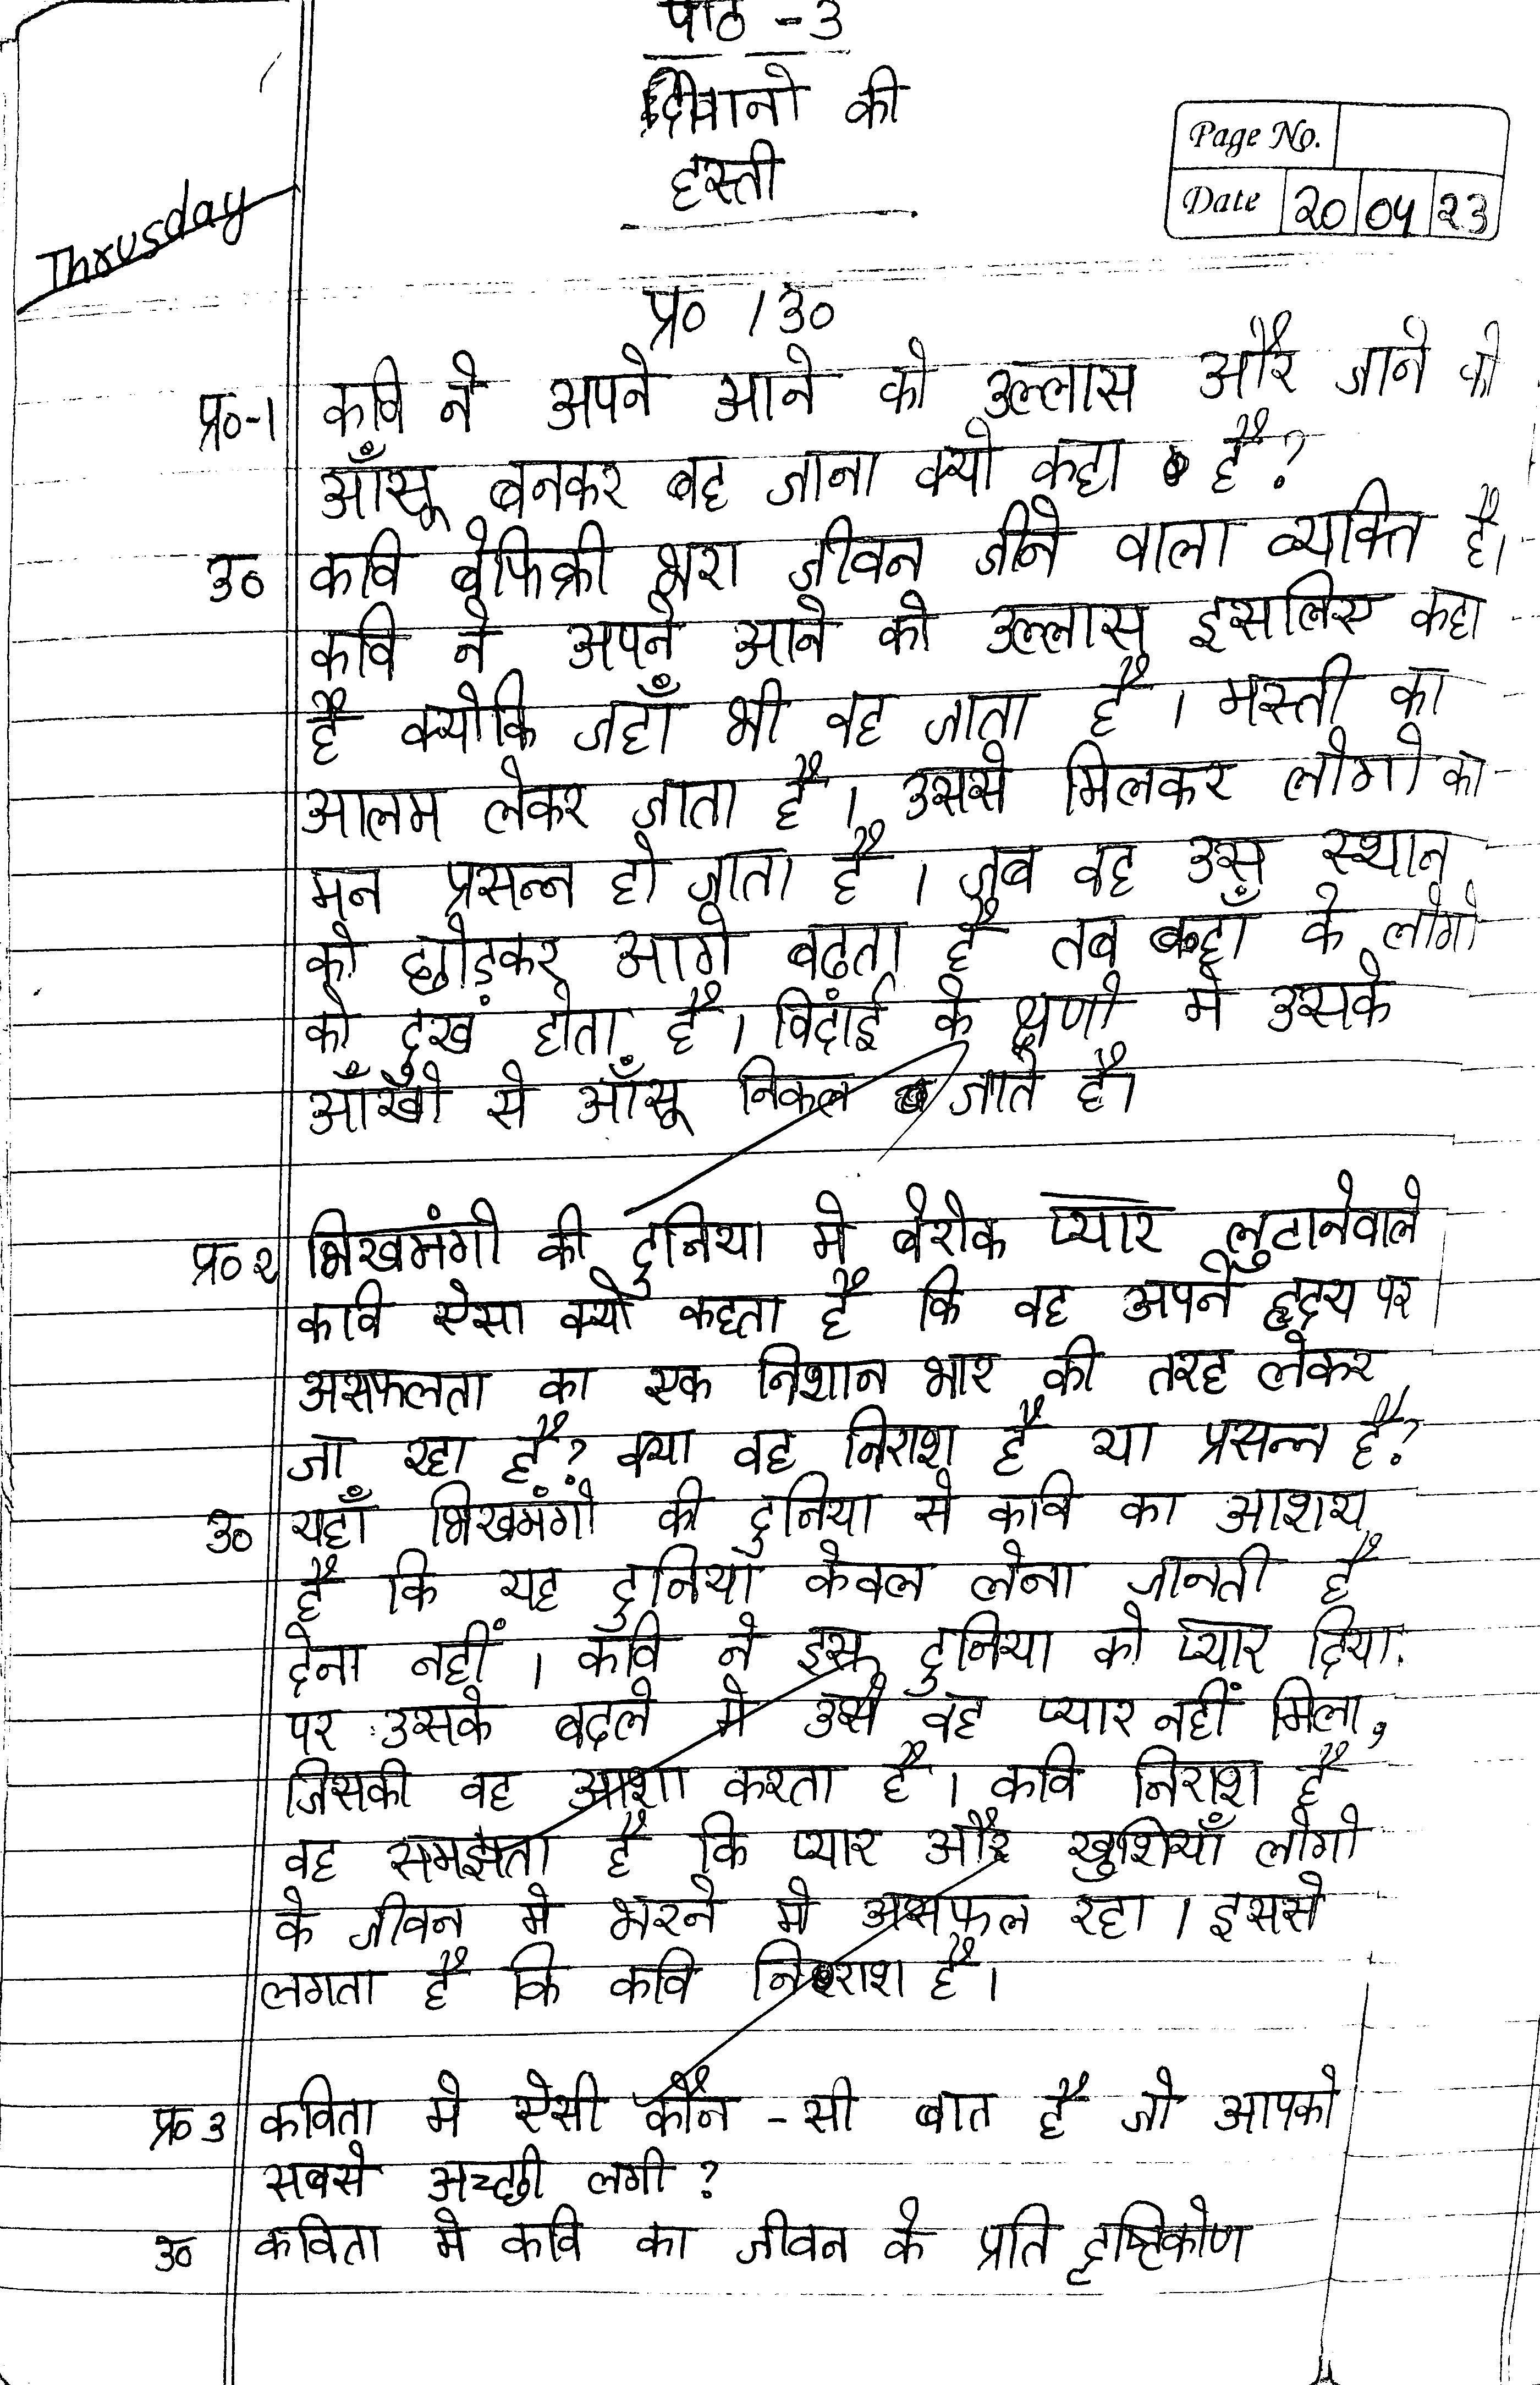 पाठ - 3
दिवानो की
हस्ती
Page No.
Date 20 04 23
Thrusday
प्र० / उ०
प्र०-1 कवि ने अपने आने को उल्लास और जाने को
आँसू बनकर बह जाना क्यो कहा है?
उ० कवि बेफिक्री भरा जीवन जीने वाला व्यक्ति है।
कवि ने अपने आने को उल्लास इसलिए कहा
है क्योकि जहाँ भी वह जाता है। मस्ती का
आलम लेकर जाता है। उससे मिलकर लोगो का
मन प्रसन्न हो जाता है। जब वह उस स्थान
को छोड़कर आगे बढता है तब वहाँ के लोगो
को दुखं होता है। विदांई के क्षणो मे उसके
आँखो से आँसू निकल जाते है।
प्र० २ भिखमंगो की दुनिया मे बेरोक प्यार लुटानेवाले
कवि ऐसा क्यो कहता है कि वह अपने हृदय पर
असफलता का एक निशान भार की तरह लेकर
जा रहा है? क्या वह निराश है या प्रसन्न है?
उ० यहाँ भिखमंगो की दुनिया से कवि का आशय
है कि यह दुनिया केवल लेना जानती है
देना नहीं। कवि ने इस दुनिया को प्यार दिया
पर उसके बदले मे उसे वह प्यार नहीं मिला,
जिसकी वह आशा करता है। कवि निराश है
वह समझता है कि प्यार और खुशियाँ लोगो
के जीवन मे भरने मे असफल रहा। इससे
लगता है कि कवि निराश है।
प्र० 3 कविता मे ऐसी कौन - सी बात है जो आपको
सबसे अच्छी लगी?
उ० कविता मे कवि का जीवन के प्रति दृष्टिकोण